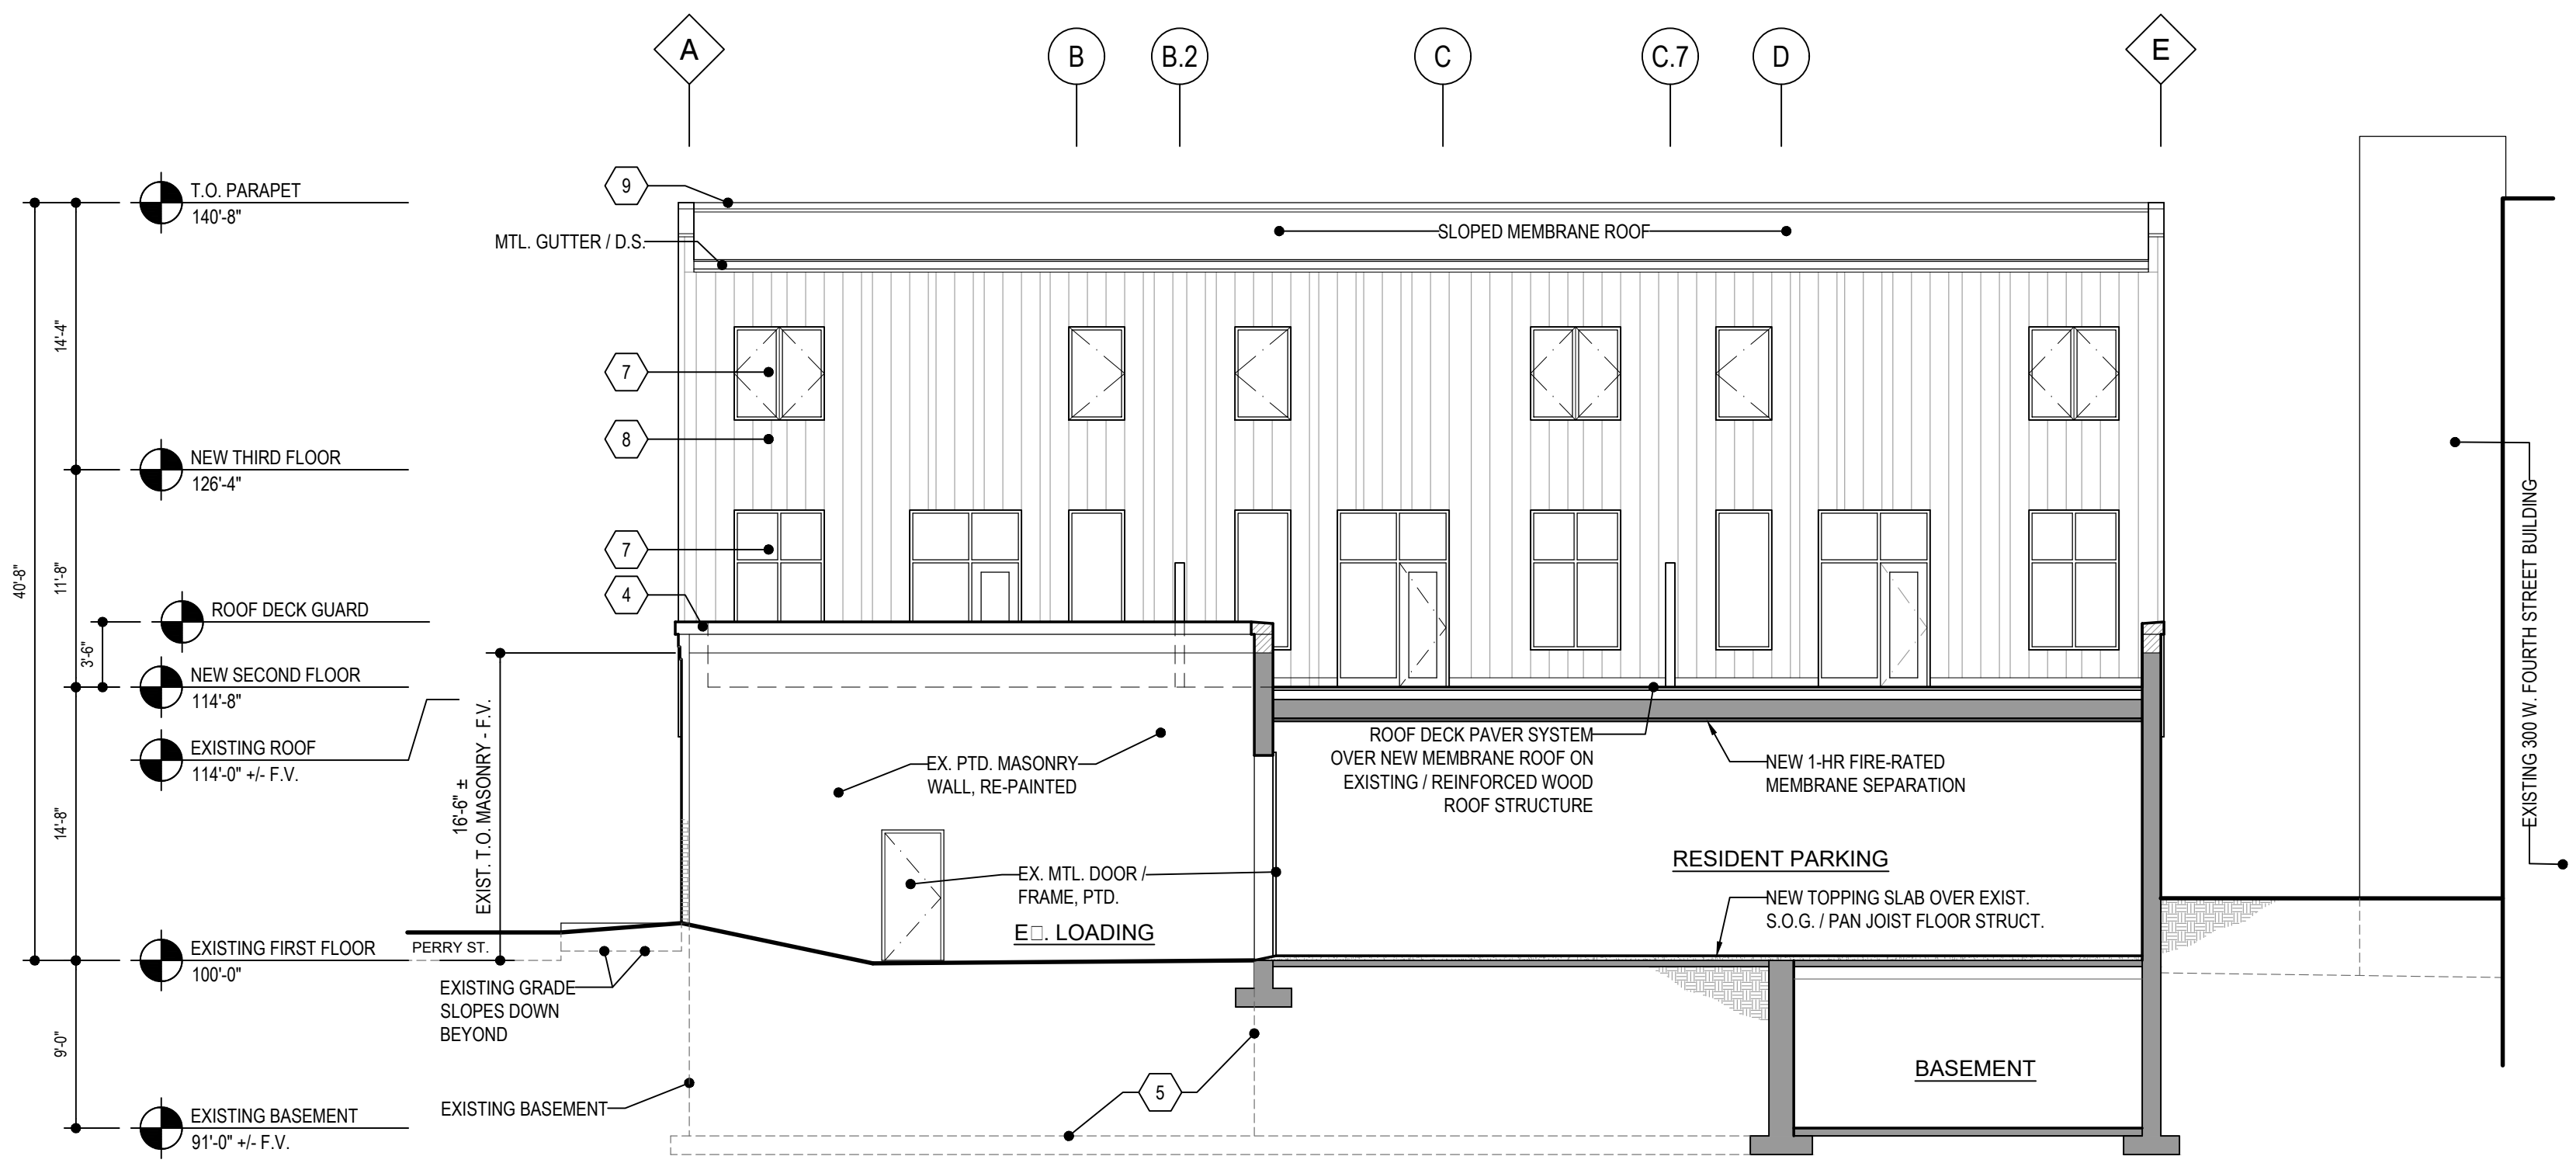 A
B
B.2
C
C.7
D
E
T.O. PARAPET
140'-8"
9
MTL. GUTTER / D.S.
SLOPED MEMBRANE ROOF
14'-4"
7
8
NEW THIRD FLOOR
126'-4"
7
4
40'-8"
11'-8"
ROOF DECK GUARD
3'-6"
NEW SECOND FLOOR
114'-8"
EXISTING ROOF
114'-0" +/- F.V.
16'-6" ±
EXIST. T.O. MASONRY - F.V.
14'-8"
EX. PTD. MASONRY
WALL, RE-PAINTED
ROOF DECK PAVER SYSTEM
OVER NEW MEMBRANE ROOF ON
EXISTING / REINFORCED WOOD
ROOF STRUCTURE
NEW 1-HR FIRE-RATED
MEMBRANE SEPARATION
EXISTING 300 W. FOURTH STREET BUILDING
RESIDENT PARKING
EX. MTL. DOOR /
FRAME, PTD.
NEW TOPPING SLAB OVER EXIST.
S.O.G. / PAN JOIST FLOOR STRUCT.
E□. LOADING
EXISTING FIRST FLOOR
100'-0"
PERRY ST.
EXISTING GRADE
SLOPES DOWN
BEYOND
9'-0"
5
BASEMENT
EXISTING BASEMENT
EXISTING BASEMENT
91'-0" +/- F.V.